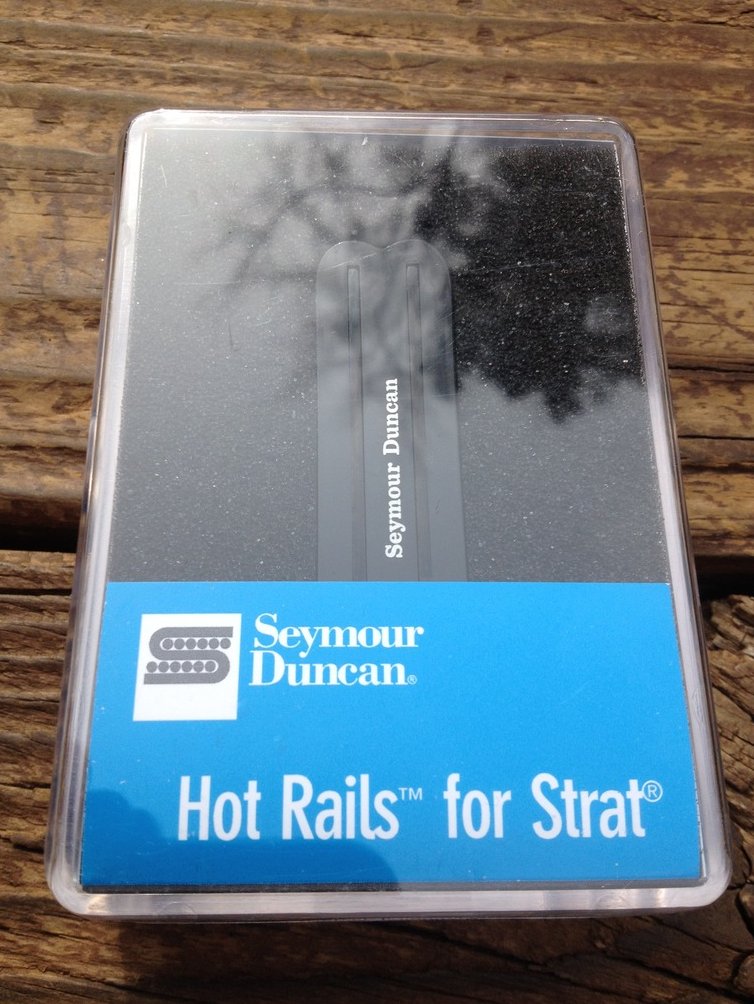 Seymour Duncan
Seymour
Duncan®
Hot Rails™ for Strat®